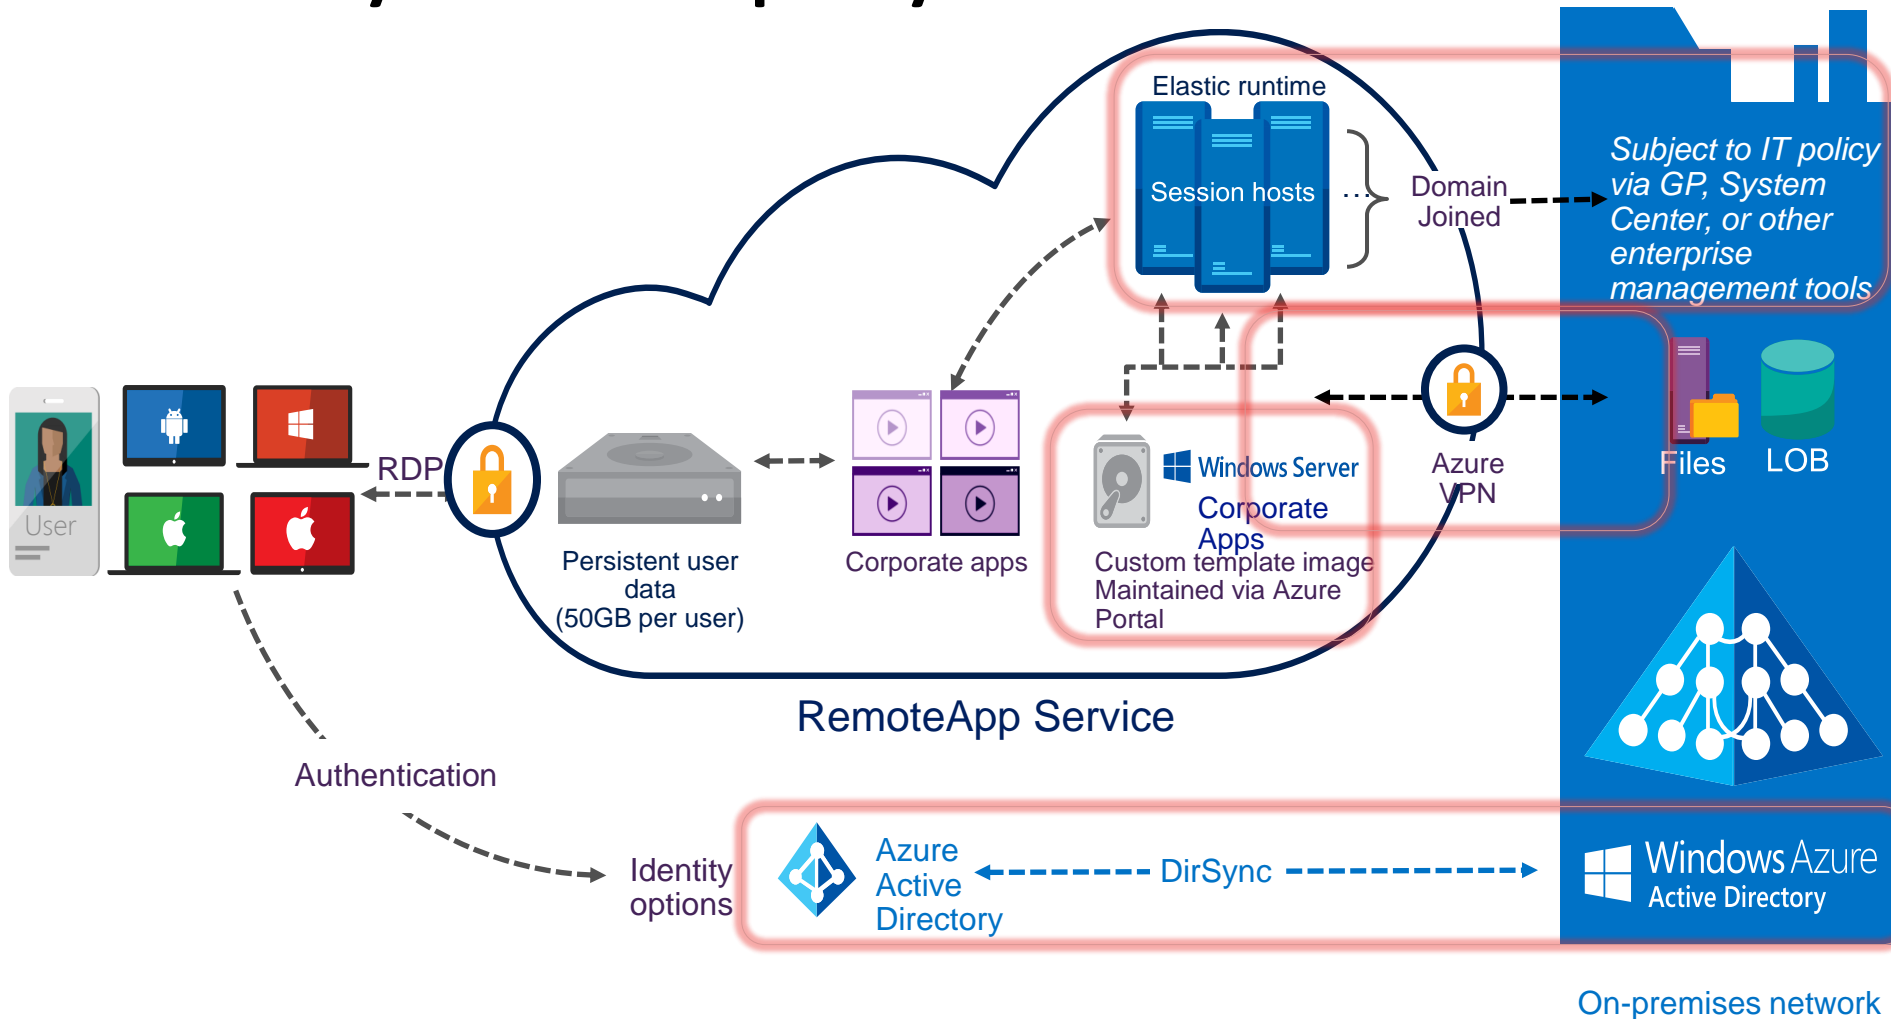 Elastic runtime
Session hosts
...
Domain
Joined
Subject to IT policy
via GP, System
Center, or other
enterprise
management tools
User
RDP
Persistent user
data
(50GB per user)
Corporate apps
Windows Server
Corporate
Apps
Custom template image
Maintained via Azure
Portal
Azure
VPN
Files
LOB
RemoteApp Service
Authentication
Identity
options
Azure
Active
Directory
DirSync
Windows Azure
Active Directory
On-premises network